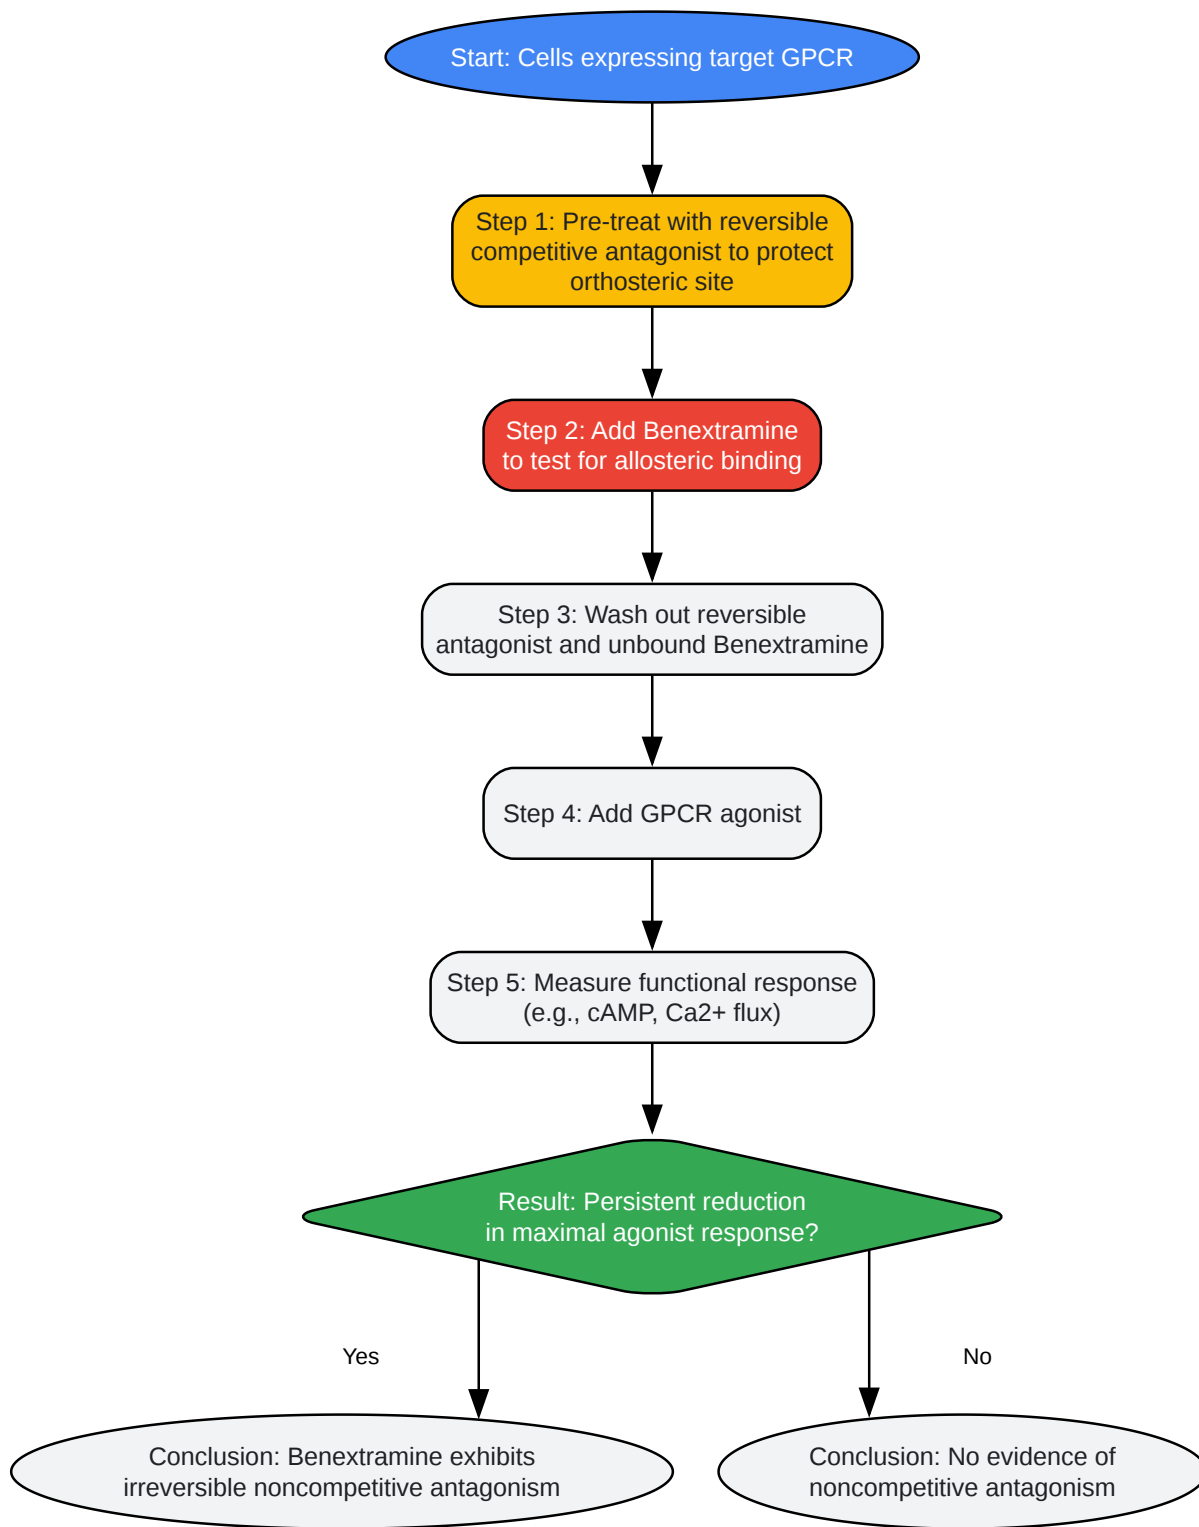 Start: Cells expressing target GPCR
Step 1: Pre-treat with reversible
competitive antagonist to protect
orthosteric site
Step 2: Add Benextramine
to test for allosteric binding
Step 3: Wash out reversible
antagonist and unbound Benextramine
Step 4: Add GPCR agonist
Step 5: Measure functional response
(e.g., cAMP, Ca2+ flux)
Result: Persistent reduction
in maximal agonist response?
Yes
No
Conclusion: Benextramine exhibits
irreversible noncompetitive antagonism
Conclusion: No evidence of
noncompetitive antagonism